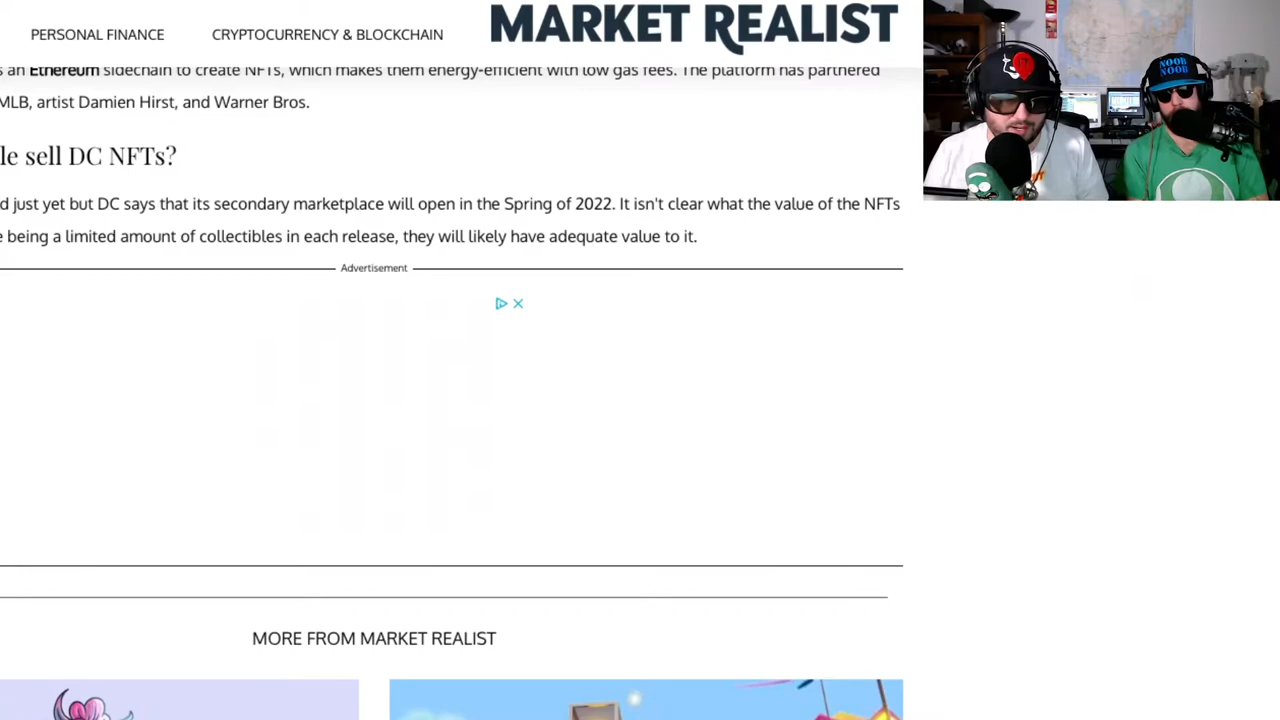 PERSONAL FINANCE
CRYPTOCURRENCY & BLOCKCHAIN
MARKET REALIST
s an Ethereum sidechain to create NFTs, which makes them energy-efficient with low gas fees. The platform has partnered
MLB, artist Damien Hirst, and Warner Bros.
le sell DC NFTs?
d just yet but DC says that its secondary marketplace will open in the Spring of 2022. It isn't clear what the value of the NFTs
e being a limited amount of collectibles in each release, they will likely have adequate value to it.
Advertisement
MORE FROM MARKET REALIST
NOOB
NOOB